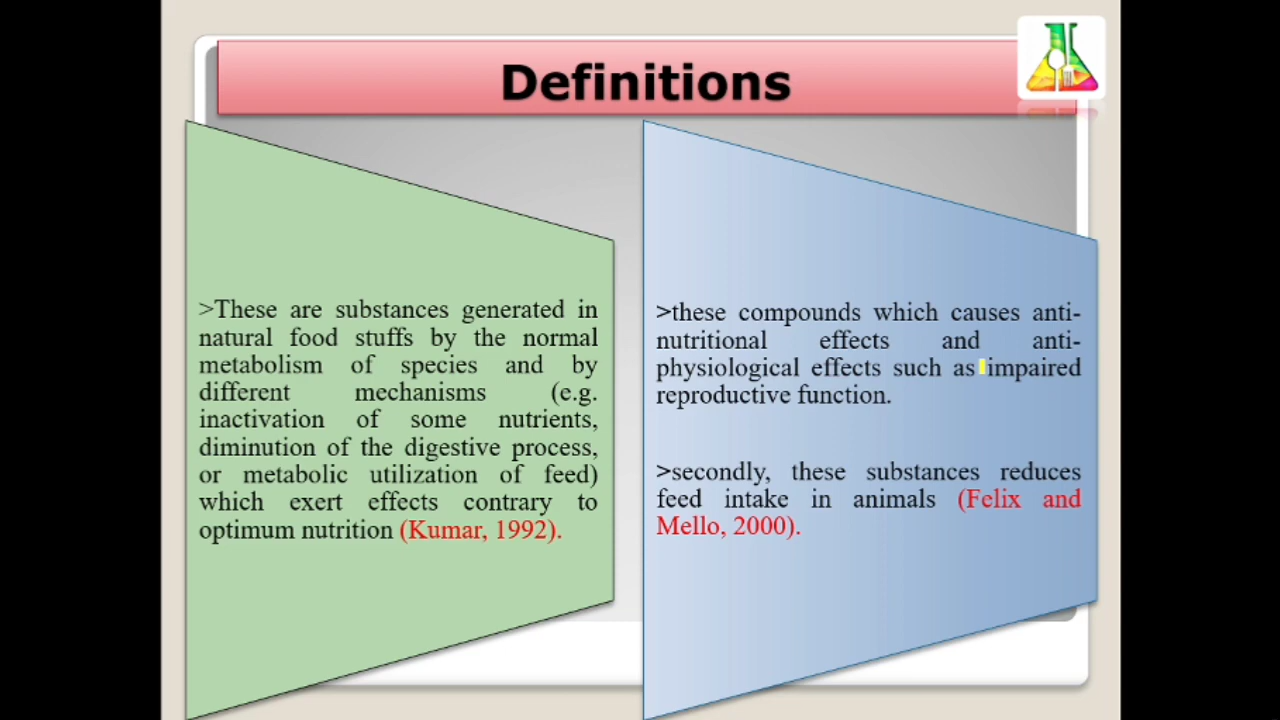 Definitions
>These are substances generated in
natural food stuffs by the normal
metabolism of species and by
different mechanisms (e.g.
inactivation of some nutrients,
diminution of the digestive process,
or metabolic utilization of feed)
which exert effects contrary to
optimum nutrition (Kumar, 1992).
>these compounds which causes anti-
nutritional effects and anti-
physiological effects such as impaired
reproductive function.
>secondly, these substances reduces
feed intake in animals (Felix and
Mello, 2000).